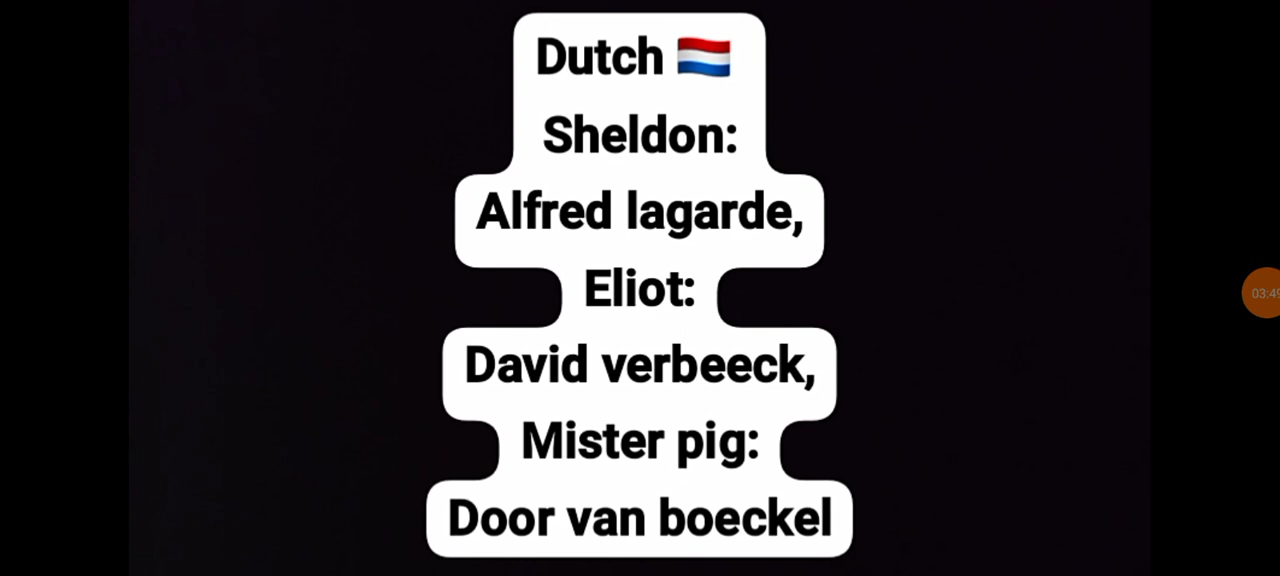 Dutch 🇳🇱
Sheldon:
Alfred lagarde,
Eliot:
David verbeeck,
Mister pig:
Door van boeckel